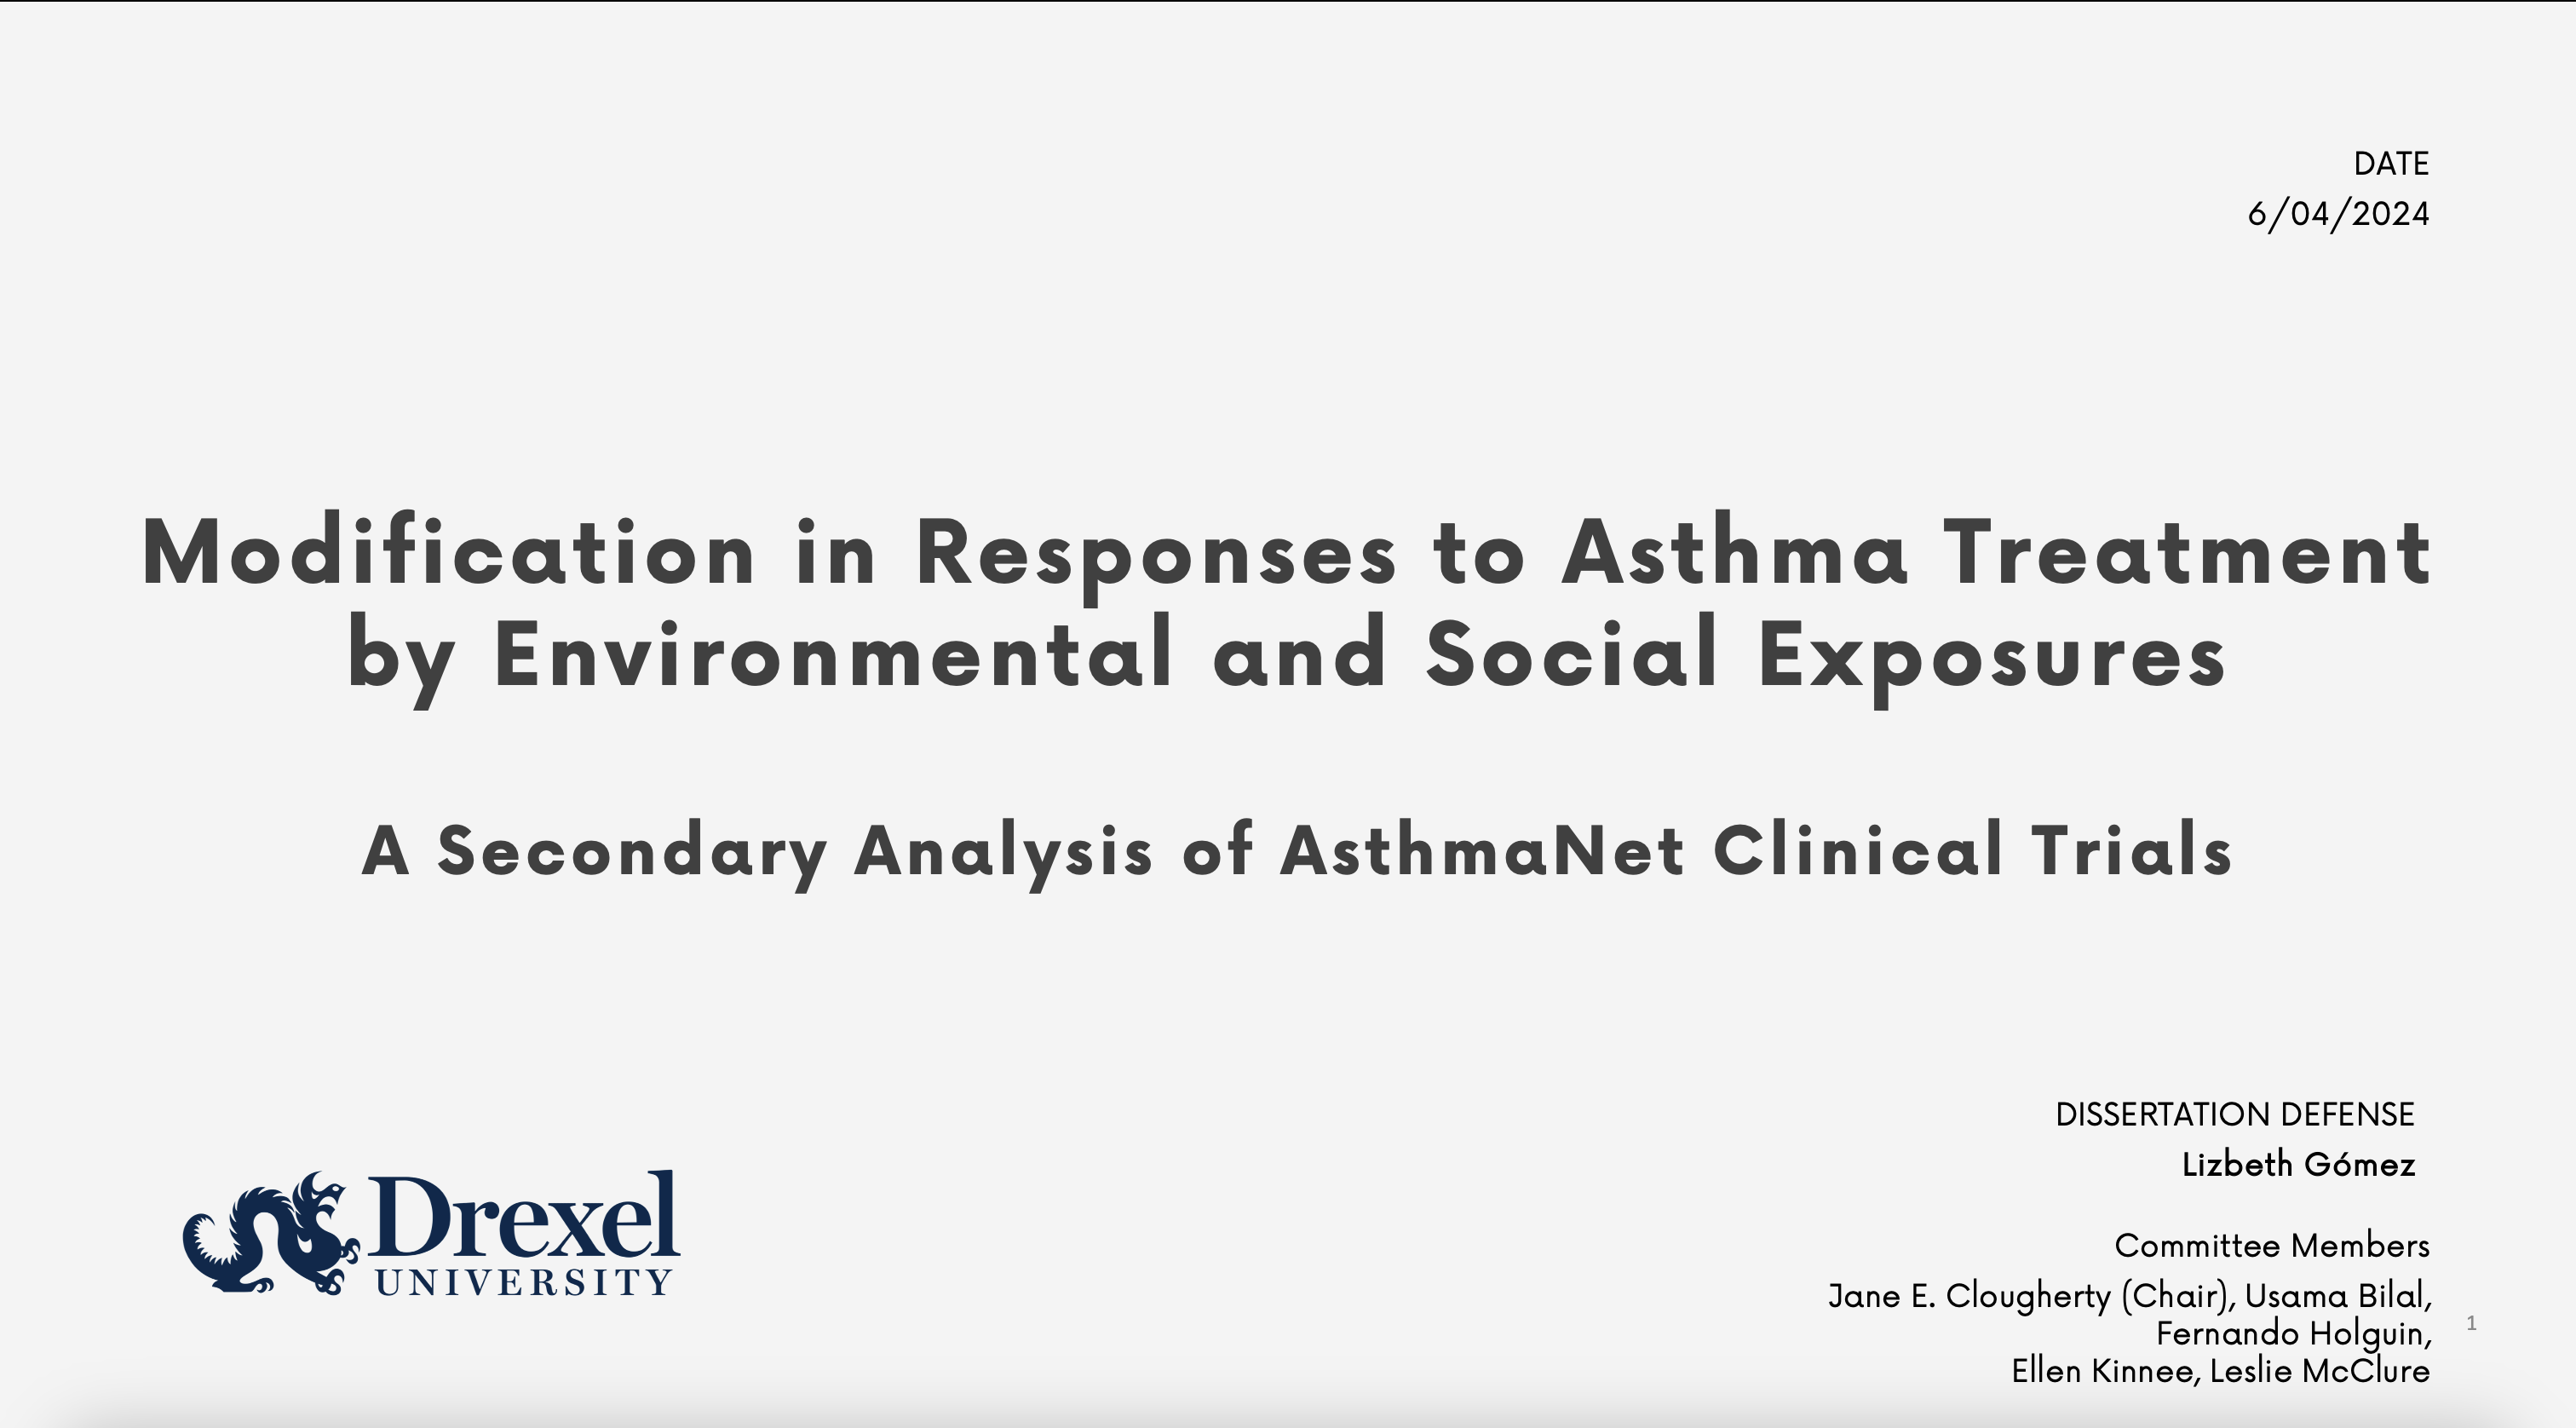 DATE
6/04/2024
Modification in Responses to Asthma Treatment
by Environmental and Social Exposures
A Secondary Analysis of AsthmaNet Clinical Trials
DISSERTATION DEFENSE
Lizbeth Gómez
Drexel
UNIVERSITY
Committee Members
Jane E. Clougherty (Chair), Usama Bilal,
Fernando Holguin,
Ellen Kinnee, Leslie McClure
1